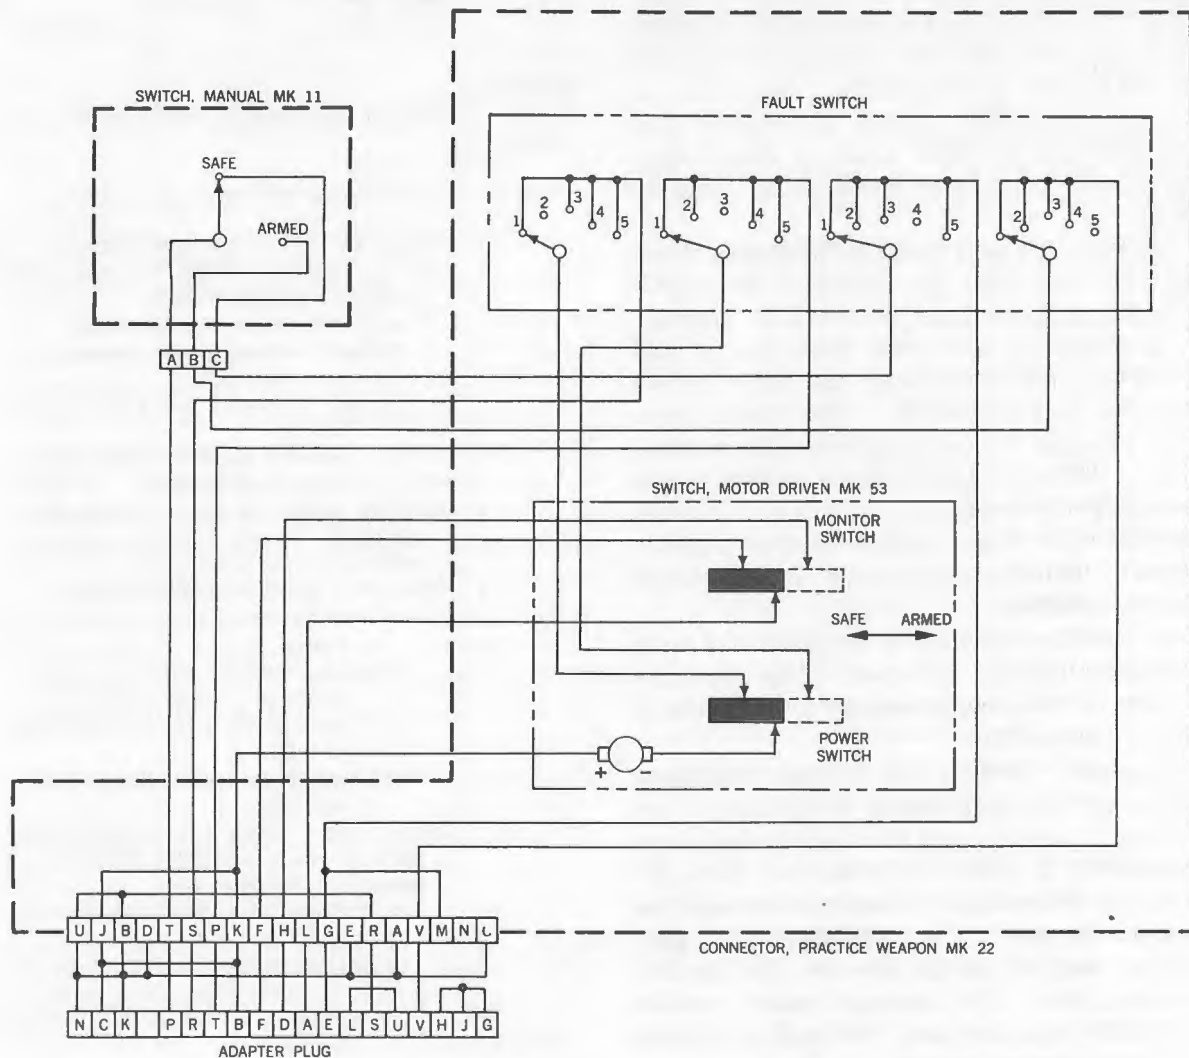 SWITCH, MANUAL MK 11
SAFE
ARMED
A B C
FAULT SWITCH
1 2 3 4 5
1 2 3 4 5
1 2 3 4 5
1 2 3 4 5
SWITCH, MOTOR DRIVEN MK 53
MONITOR
SWITCH
SAFE ARMED
POWER
SWITCH
+
U J B D T S P K F H L G E R A V M N C
CONNECTOR, PRACTICE WEAPON MK 22
N C K P R T B F D A E L S U V H J G
ADAPTER PLUG